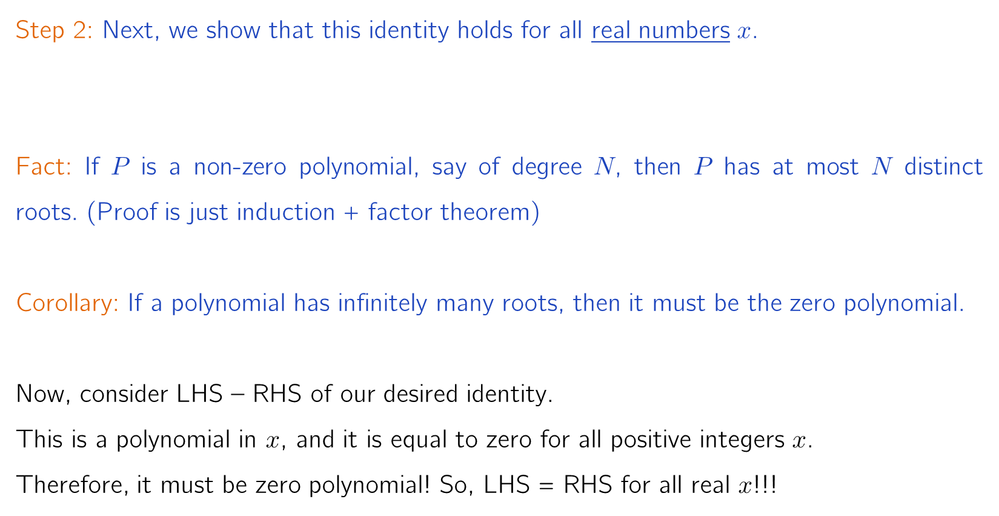 Step 2: Next, we show that this identity holds for all real numbers x.
Fact: If P is a non-zero polynomial, say of degree N, then P has at most N distinct
roots. (Proof is just induction + factor theorem)
Corollary: If a polynomial has infinitely many roots, then it must be the zero polynomial.
Now, consider LHS – RHS of our desired identity.
This is a polynomial in x, and it is equal to zero for all positive integers x.
Therefore, it must be zero polynomial! So, LHS = RHS for all real x!!!